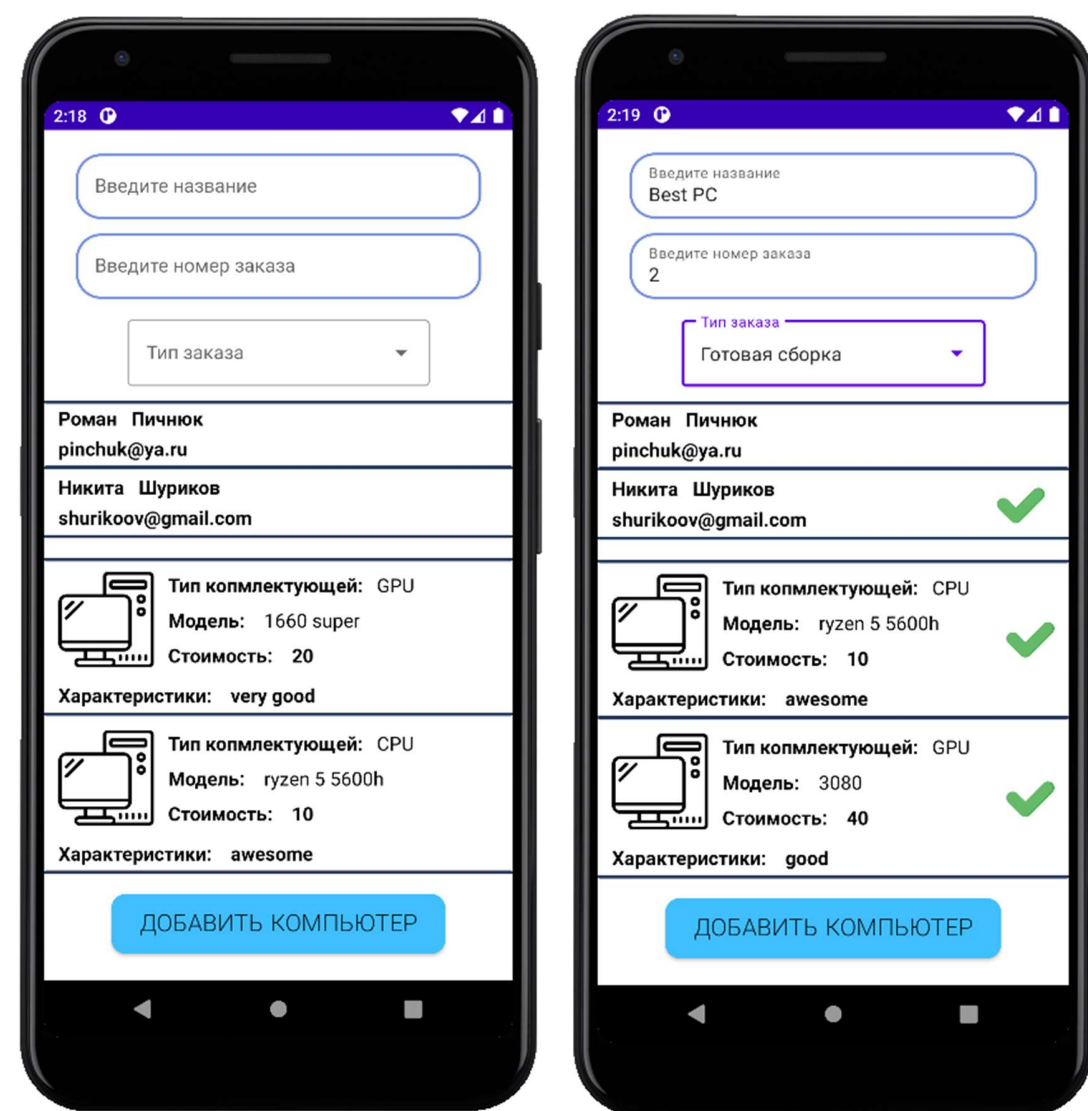 2:18
Введите название
Введите номер заказа
Тип заказа
Роман Пичнюк
pinchuk@ya.ru
Никита Шуриков
shurikoov@gmail.com
Тип копмлектующей: GPU
Модель: 1660 super
Стоимость: 20
Характеристики: very good
Тип копмлектующей: CPU
Модель: ryzen 5 5600h
Стоимость: 10
Характеристики: awesome
ДОБАВИТЬ КОМПЬЮТЕР
2:19
Введите название
Best PC
Введите номер заказа
2
Тип заказа
Готовая сборка
Роман Пичнюк
pinchuk@ya.ru
Никита Шуриков
shurikoov@gmail.com
Тип копмлектующей: CPU
Модель: ryzen 5 5600h
Стоимость: 10
Характеристики: awesome
Тип копмлектующей: GPU
Модель: 3080
Стоимость: 40
Характеристики: good
ДОБАВИТЬ КОМПЬЮТЕР